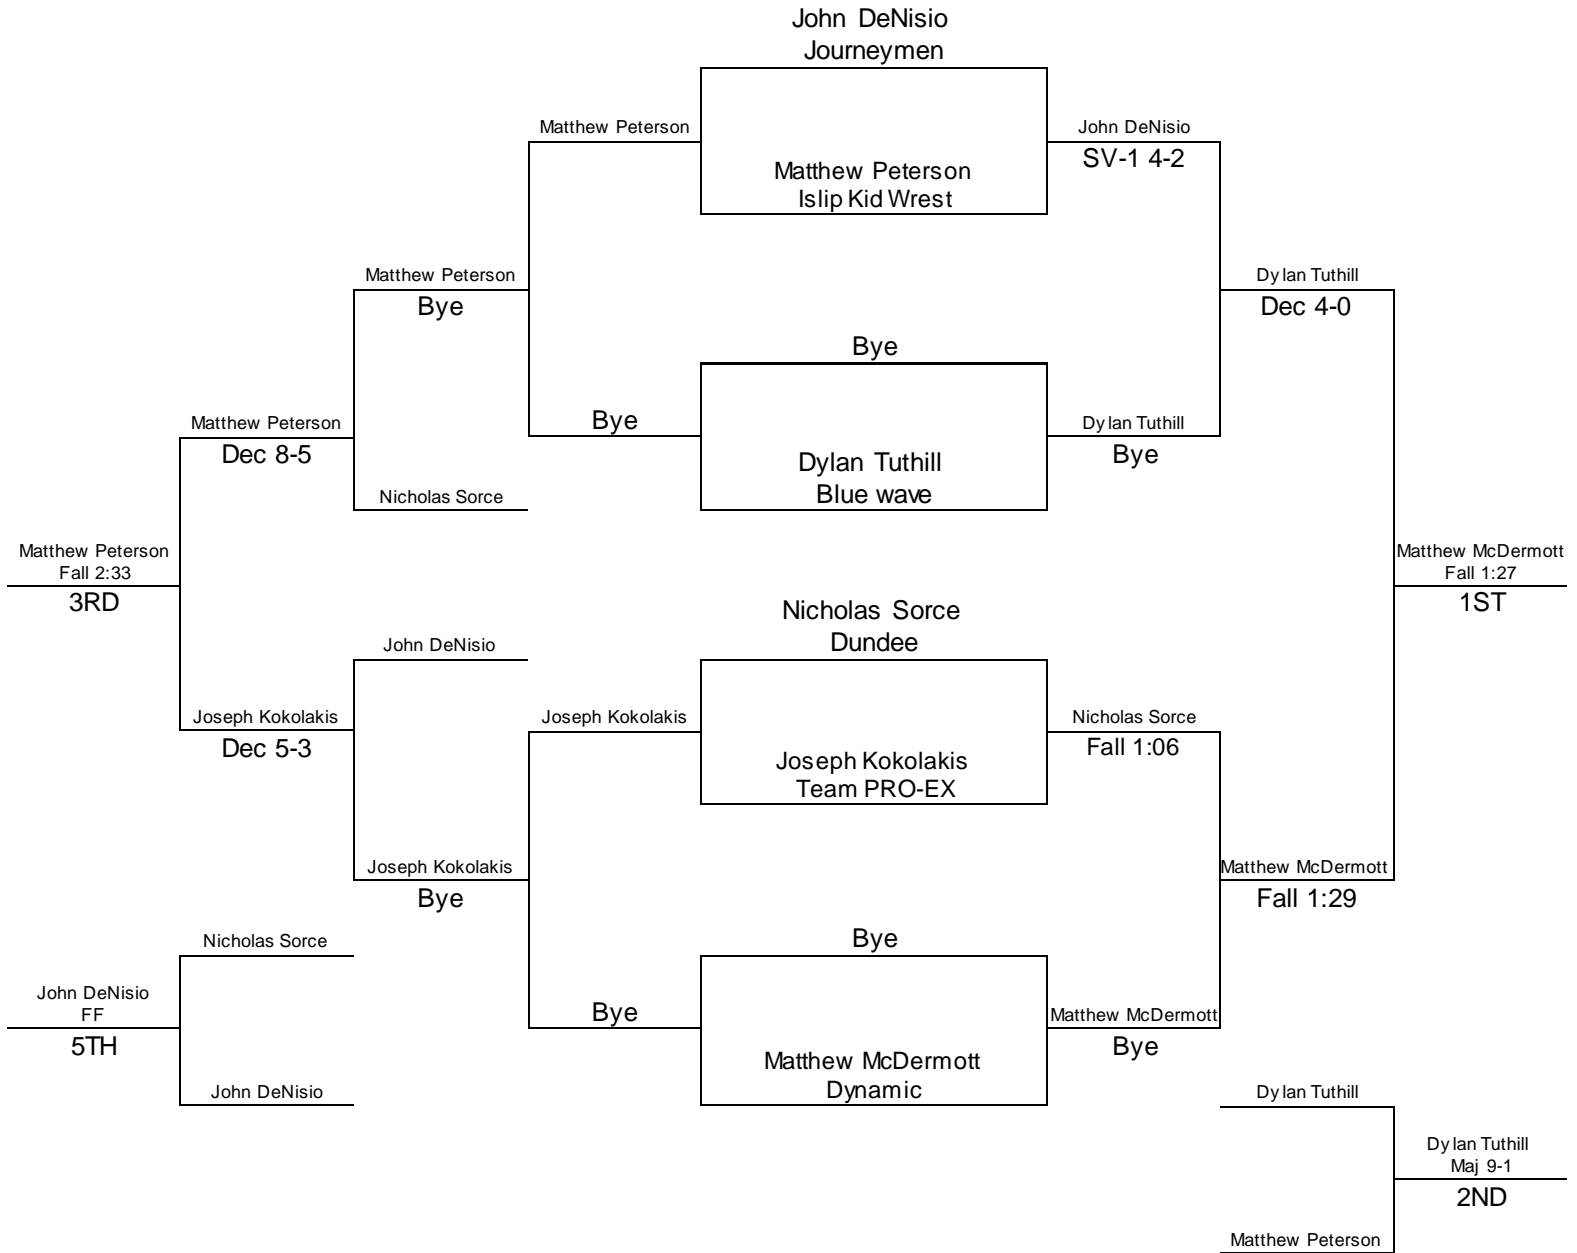 John DeNisio
Journeymen
Matthew Peterson
John DeNisio
SV-1 4-2
Matthew Peterson
Islip Kid Wrest
Matthew Peterson
Bye
Dylan Tuthill
Dec 4-0
Bye
Matthew Peterson
Dec 8-5
Bye
Dylan Tuthill
Bye
Dylan Tuthill
Blue wave
Nicholas Sorce
Matthew Peterson
Fall 2:33
3RD
Matthew McDermott
Fall 1:27
1ST
Nicholas Sorce
Dundee
John DeNisio
Joseph Kokolakis
Dec 5-3
Joseph Kokolakis
Nicholas Sorce
Fall 1:06
Joseph Kokolakis
Team PRO-EX
Joseph Kokolakis
Bye
Matthew McDermott
Fall 1:29
Nicholas Sorce
Bye
John DeNisio
FF
5TH
Bye
Matthew McDermott
Bye
Matthew McDermott
Dynamic
John DeNisio
Dylan Tuthill
Dylan Tuthill
Maj 9-1
2ND
Matthew Peterson